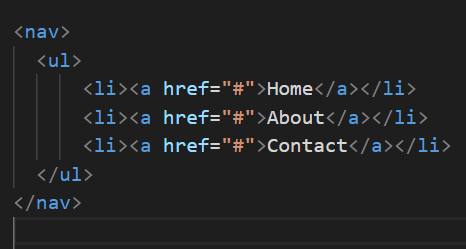 <nav>
  <ul>
      <li><a href="#">Home</a></li>
      <li><a href="#">About</a></li>
      <li><a href="#">Contact</a></li>
  </ul>
</nav>